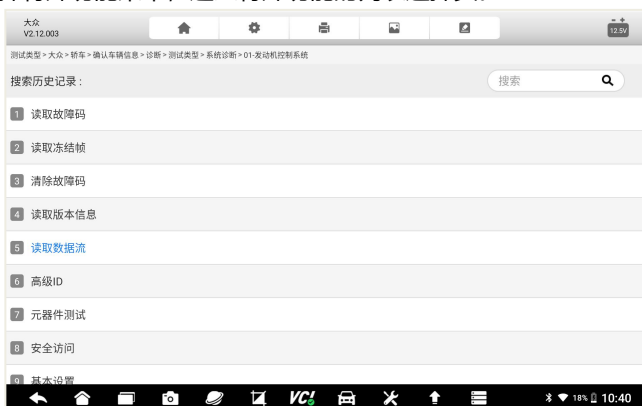 大众
V2.12.003
12.5V
测试类型 > 大众 > 轿车 > 确认车辆信息 > 诊断 > 测试类型 > 系统诊断 > 01-发动机控制系统
搜索历史记录 :
搜索
1 读取故障码
2 读取冻结帧
3 清除故障码
4 读取版本信息
5 读取数据流
6 高级ID
7 元器件测试
8 安全访问
9 基本设置
VCI
18% 10:40